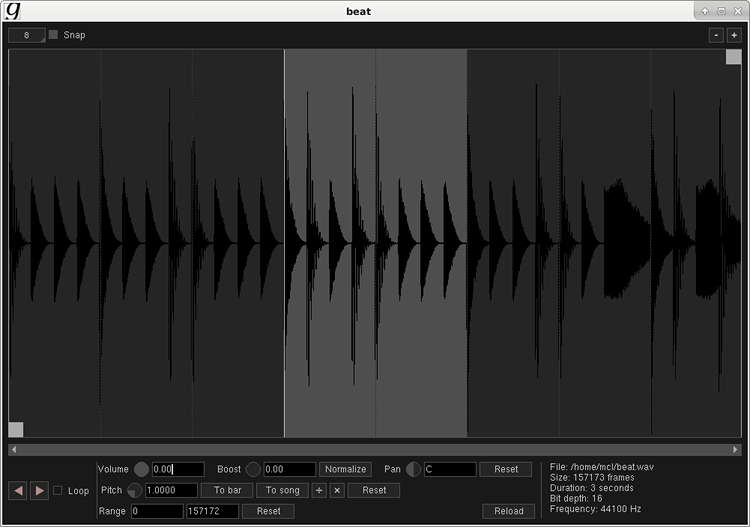 g beat
8 Snap - +
Volume 0.00 Boost 0.00 Normalize Pan C Reset
Loop Pitch 1.0000 To bar To song ÷ × Reset
Range 0 157172 Reset Reload
File: /home/mcl/beat.wav
Size: 157173 frames
Duration: 3 seconds
Bit depth: 16
Frequency: 44100 Hz